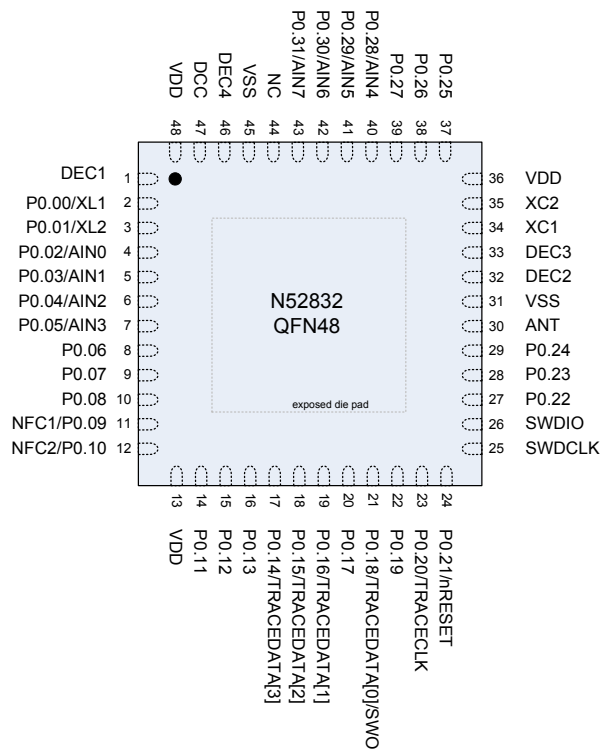 VDD
DCC
DEC4
VSS
NC
P0.31/AIN7
P0.30/AIN6
P0.29/AIN5
P0.28/AIN4
P0.27
P0.26
P0.25
48
47
46
45
44
43
42
41
40
39
38
37
DEC1 1
P0.00/XL1 2
P0.01/XL2 3
P0.02/AIN0 4
P0.03/AIN1 5
P0.04/AIN2 6
P0.05/AIN3 7
P0.06 8
P0.07 9
P0.08 10
NFC1/P0.09 11
NFC2/P0.10 12
N52832
QFN48
exposed die pad
36 VDD
35 XC2
34 XC1
33 DEC3
32 DEC2
31 VSS
30 ANT
29 P0.24
28 P0.23
27 P0.22
26 SWDIO
25 SWDCLK
13
14
15
16
17
18
19
20
21
22
23
24
VDD
P0.11
P0.12
P0.13
P0.14/TRACEDATA[3]
P0.15/TRACEDATA[2]
P0.16/TRACEDATA[1]
P0.17
P0.18/TRACEDATA[0]/SWO
P0.19
P0.20/TRACECLK
P0.21/nRESET